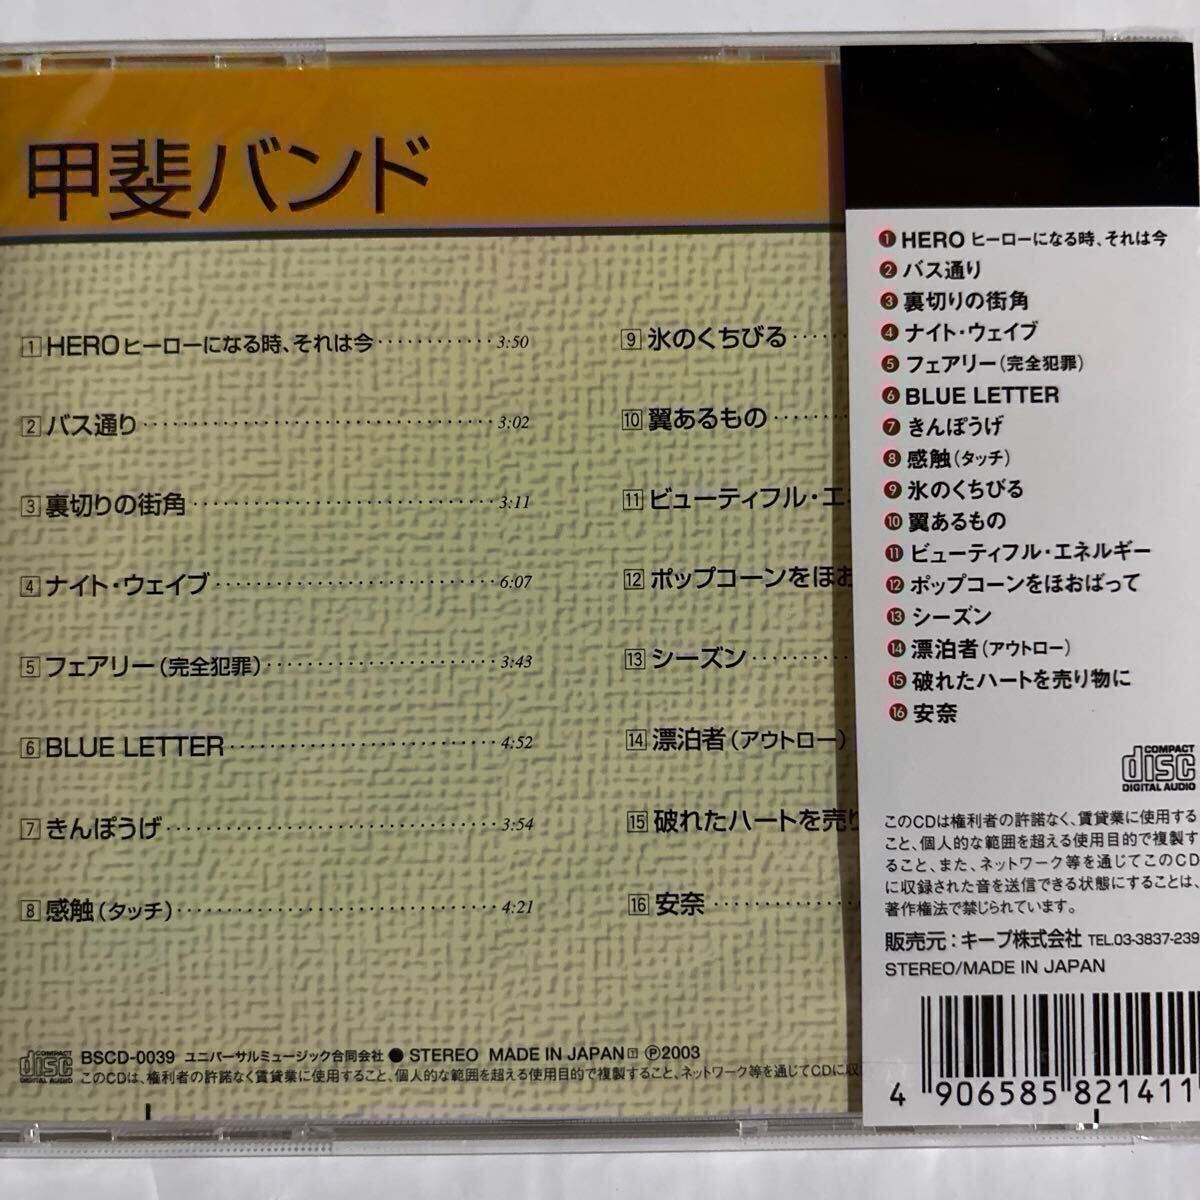 甲斐バンド
1 HERO ヒーローになる時、それは今 3:50
2 バス通り 3:02
3 裏切りの街角 3:11
4 ナイト・ウェイブ 6:07
5 フェアリー(完全犯罪) 3:43
6 BLUE LETTER 4:52
7 きんぽうげ 3:54
8 感触(タッチ) 4:21
9 氷のくちびる
10 翼あるもの
11 ビューティフル・エネ
12 ポップコーンをほお
13 シーズン
14 漂泊者(アウトロー)
15 破れたハートを売り
16 安奈
COMPACT disc DIGITAL AUDIO
BSCD-0039 ユニバーサルミュージック合同会社 ● STEREO MADE IN JAPAN ℗2003
このCDは、権利者の許諾なく賃貸業に使用すること、個人的な範囲を超える使用目的で複製すること、ネットワーク等を通じてCDに収
1 HERO ヒーローになる時、それは今
2 バス通り
3 裏切りの街角
4 ナイト・ウェイブ
5 フェアリー(完全犯罪)
6 BLUE LETTER
7 きんぽうげ
8 感触(タッチ)
9 氷のくちびる
10 翼あるもの
11 ビューティフル・エネルギー
12 ポップコーンをほおばって
13 シーズン
14 漂泊者(アウトロー)
15 破れたハートを売り物に
16 安奈
COMPACT disc DIGITAL AUDIO
このCDは権利者の許諾なく、賃貸業に使用する
こと、個人的な範囲を超える使用目的で複製す
ること、また、ネットワーク等を通じてこのCD
に収録された音を送信できる状態にすることは、
著作権法で禁じられています。
販売元:キープ株式会社 TEL.03-3837-239
STEREO/MADE IN JAPAN
4 906585 821411